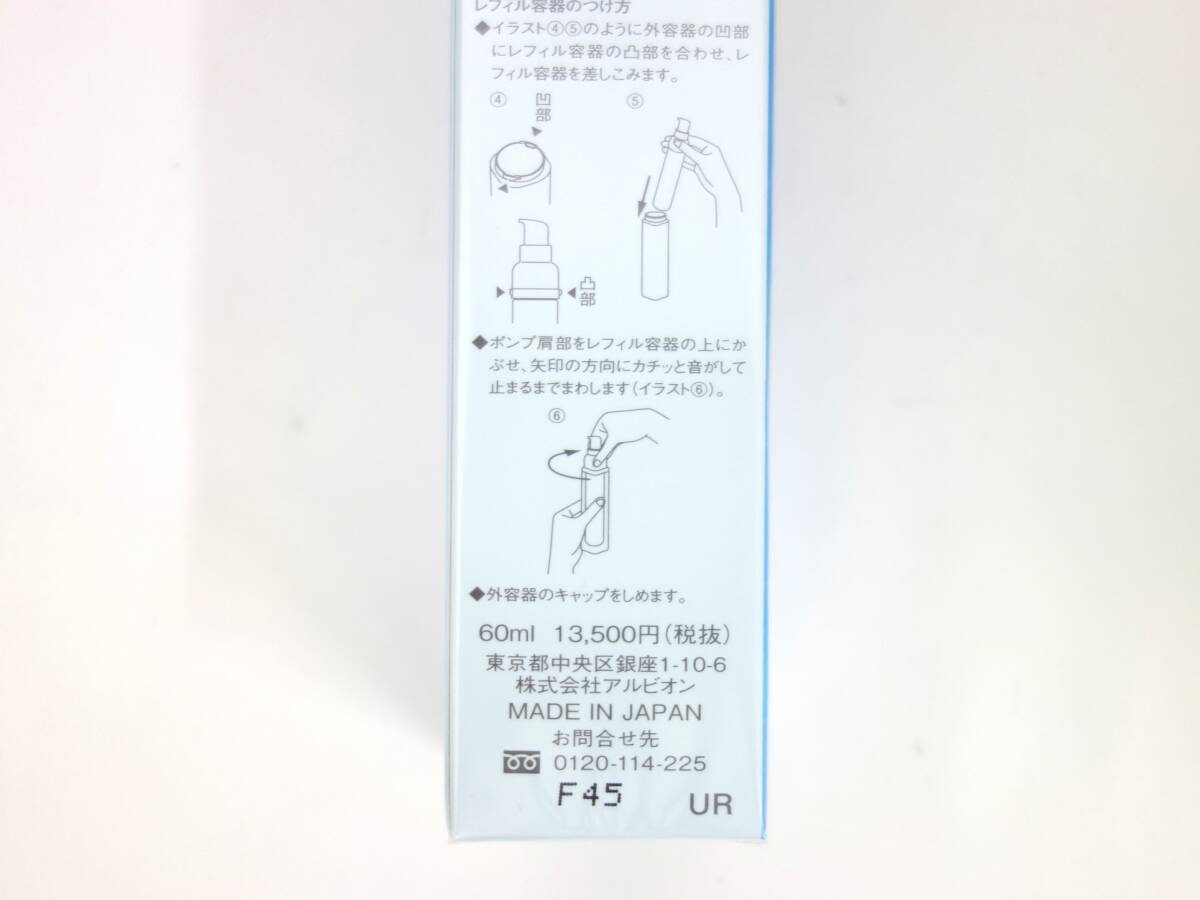 レフィル容器のつけ方
◆イラスト④⑤のように外容器の凹部
にレフィル容器の凸部を合わせ、レ
フィル容器を差しこみます。
④ 凹部 ⑤
凸部
◆ポンプ肩部をレフィル容器の上にか
ぶせ、矢印の方向にカチッと音がして
止まるまでまわします(イラスト⑥)。
⑥
◆外容器のキャップをしめます。
60ml 13,500円(税抜)
東京都中央区銀座1-10-6
株式会社アルビオン
MADE IN JAPAN
お問合せ先
0120-114-225
F45 UR